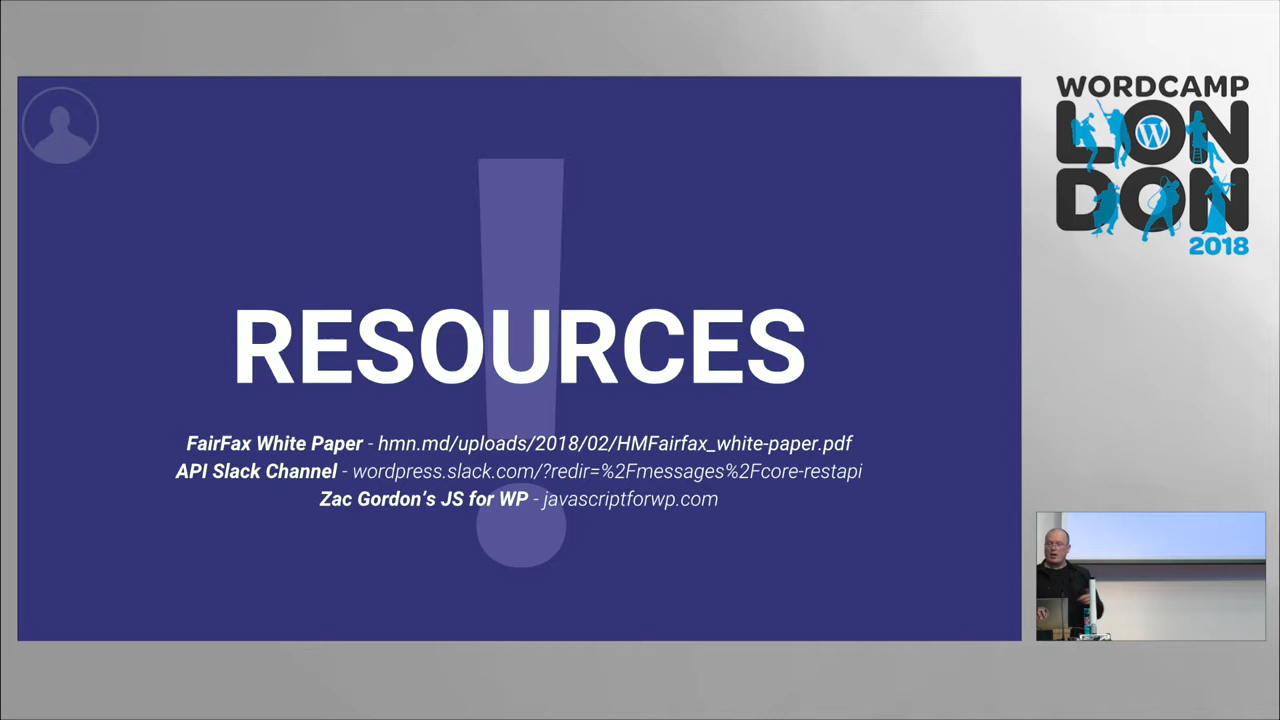 RESOURCES
FairFax White Paper - hmn.md/uploads/2018/02/HMFairfax_white-paper.pdf
API Slack Channel - wordpress.slack.com/?redir=%2Fmessages%2Fcore-restapi
Zac Gordon’s JS for WP - javascriptforwp.com
WORDCAMP
LONDON
2018